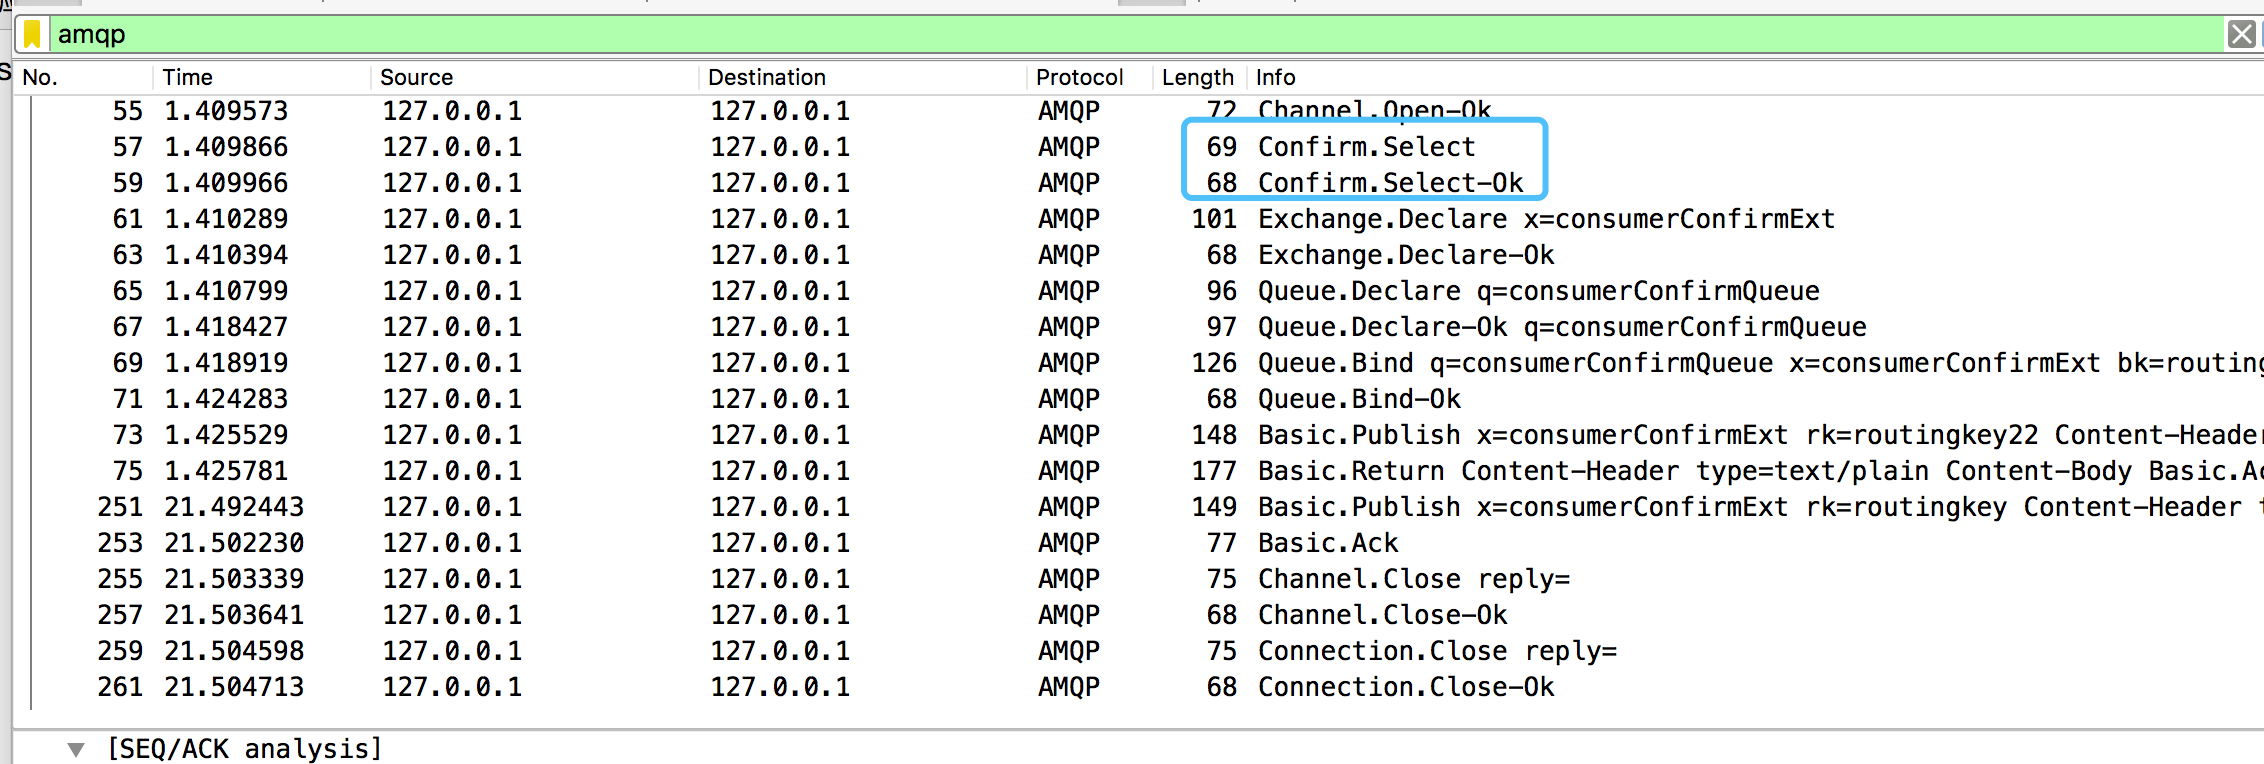 amqp
No. Time Source Destination Protocol Length Info
55 1.409573 127.0.0.1 127.0.0.1 AMQP 72 Channel.Open-Ok
57 1.409866 127.0.0.1 127.0.0.1 AMQP 69 Confirm.Select
59 1.409966 127.0.0.1 127.0.0.1 AMQP 68 Confirm.Select-Ok
61 1.410289 127.0.0.1 127.0.0.1 AMQP 101 Exchange.Declare x=consumerConfirmExt
63 1.410394 127.0.0.1 127.0.0.1 AMQP 68 Exchange.Declare-Ok
65 1.410799 127.0.0.1 127.0.0.1 AMQP 96 Queue.Declare q=consumerConfirmQueue
67 1.418427 127.0.0.1 127.0.0.1 AMQP 97 Queue.Declare-Ok q=consumerConfirmQueue
69 1.418919 127.0.0.1 127.0.0.1 AMQP 126 Queue.Bind q=consumerConfirmQueue x=consumerConfirmExt bk=routing
71 1.424283 127.0.0.1 127.0.0.1 AMQP 68 Queue.Bind-Ok
73 1.425529 127.0.0.1 127.0.0.1 AMQP 148 Basic.Publish x=consumerConfirmExt rk=routingkey22 Content-Header
75 1.425781 127.0.0.1 127.0.0.1 AMQP 177 Basic.Return Content-Header type=text/plain Content-Body Basic.Ac
251 21.492443 127.0.0.1 127.0.0.1 AMQP 149 Basic.Publish x=consumerConfirmExt rk=routingkey Content-Header t
253 21.502230 127.0.0.1 127.0.0.1 AMQP 77 Basic.Ack
255 21.503339 127.0.0.1 127.0.0.1 AMQP 75 Channel.Close reply=
257 21.503641 127.0.0.1 127.0.0.1 AMQP 68 Channel.Close-Ok
259 21.504598 127.0.0.1 127.0.0.1 AMQP 75 Connection.Close reply=
261 21.504713 127.0.0.1 127.0.0.1 AMQP 68 Connection.Close-Ok
[SEQ/ACK analysis]